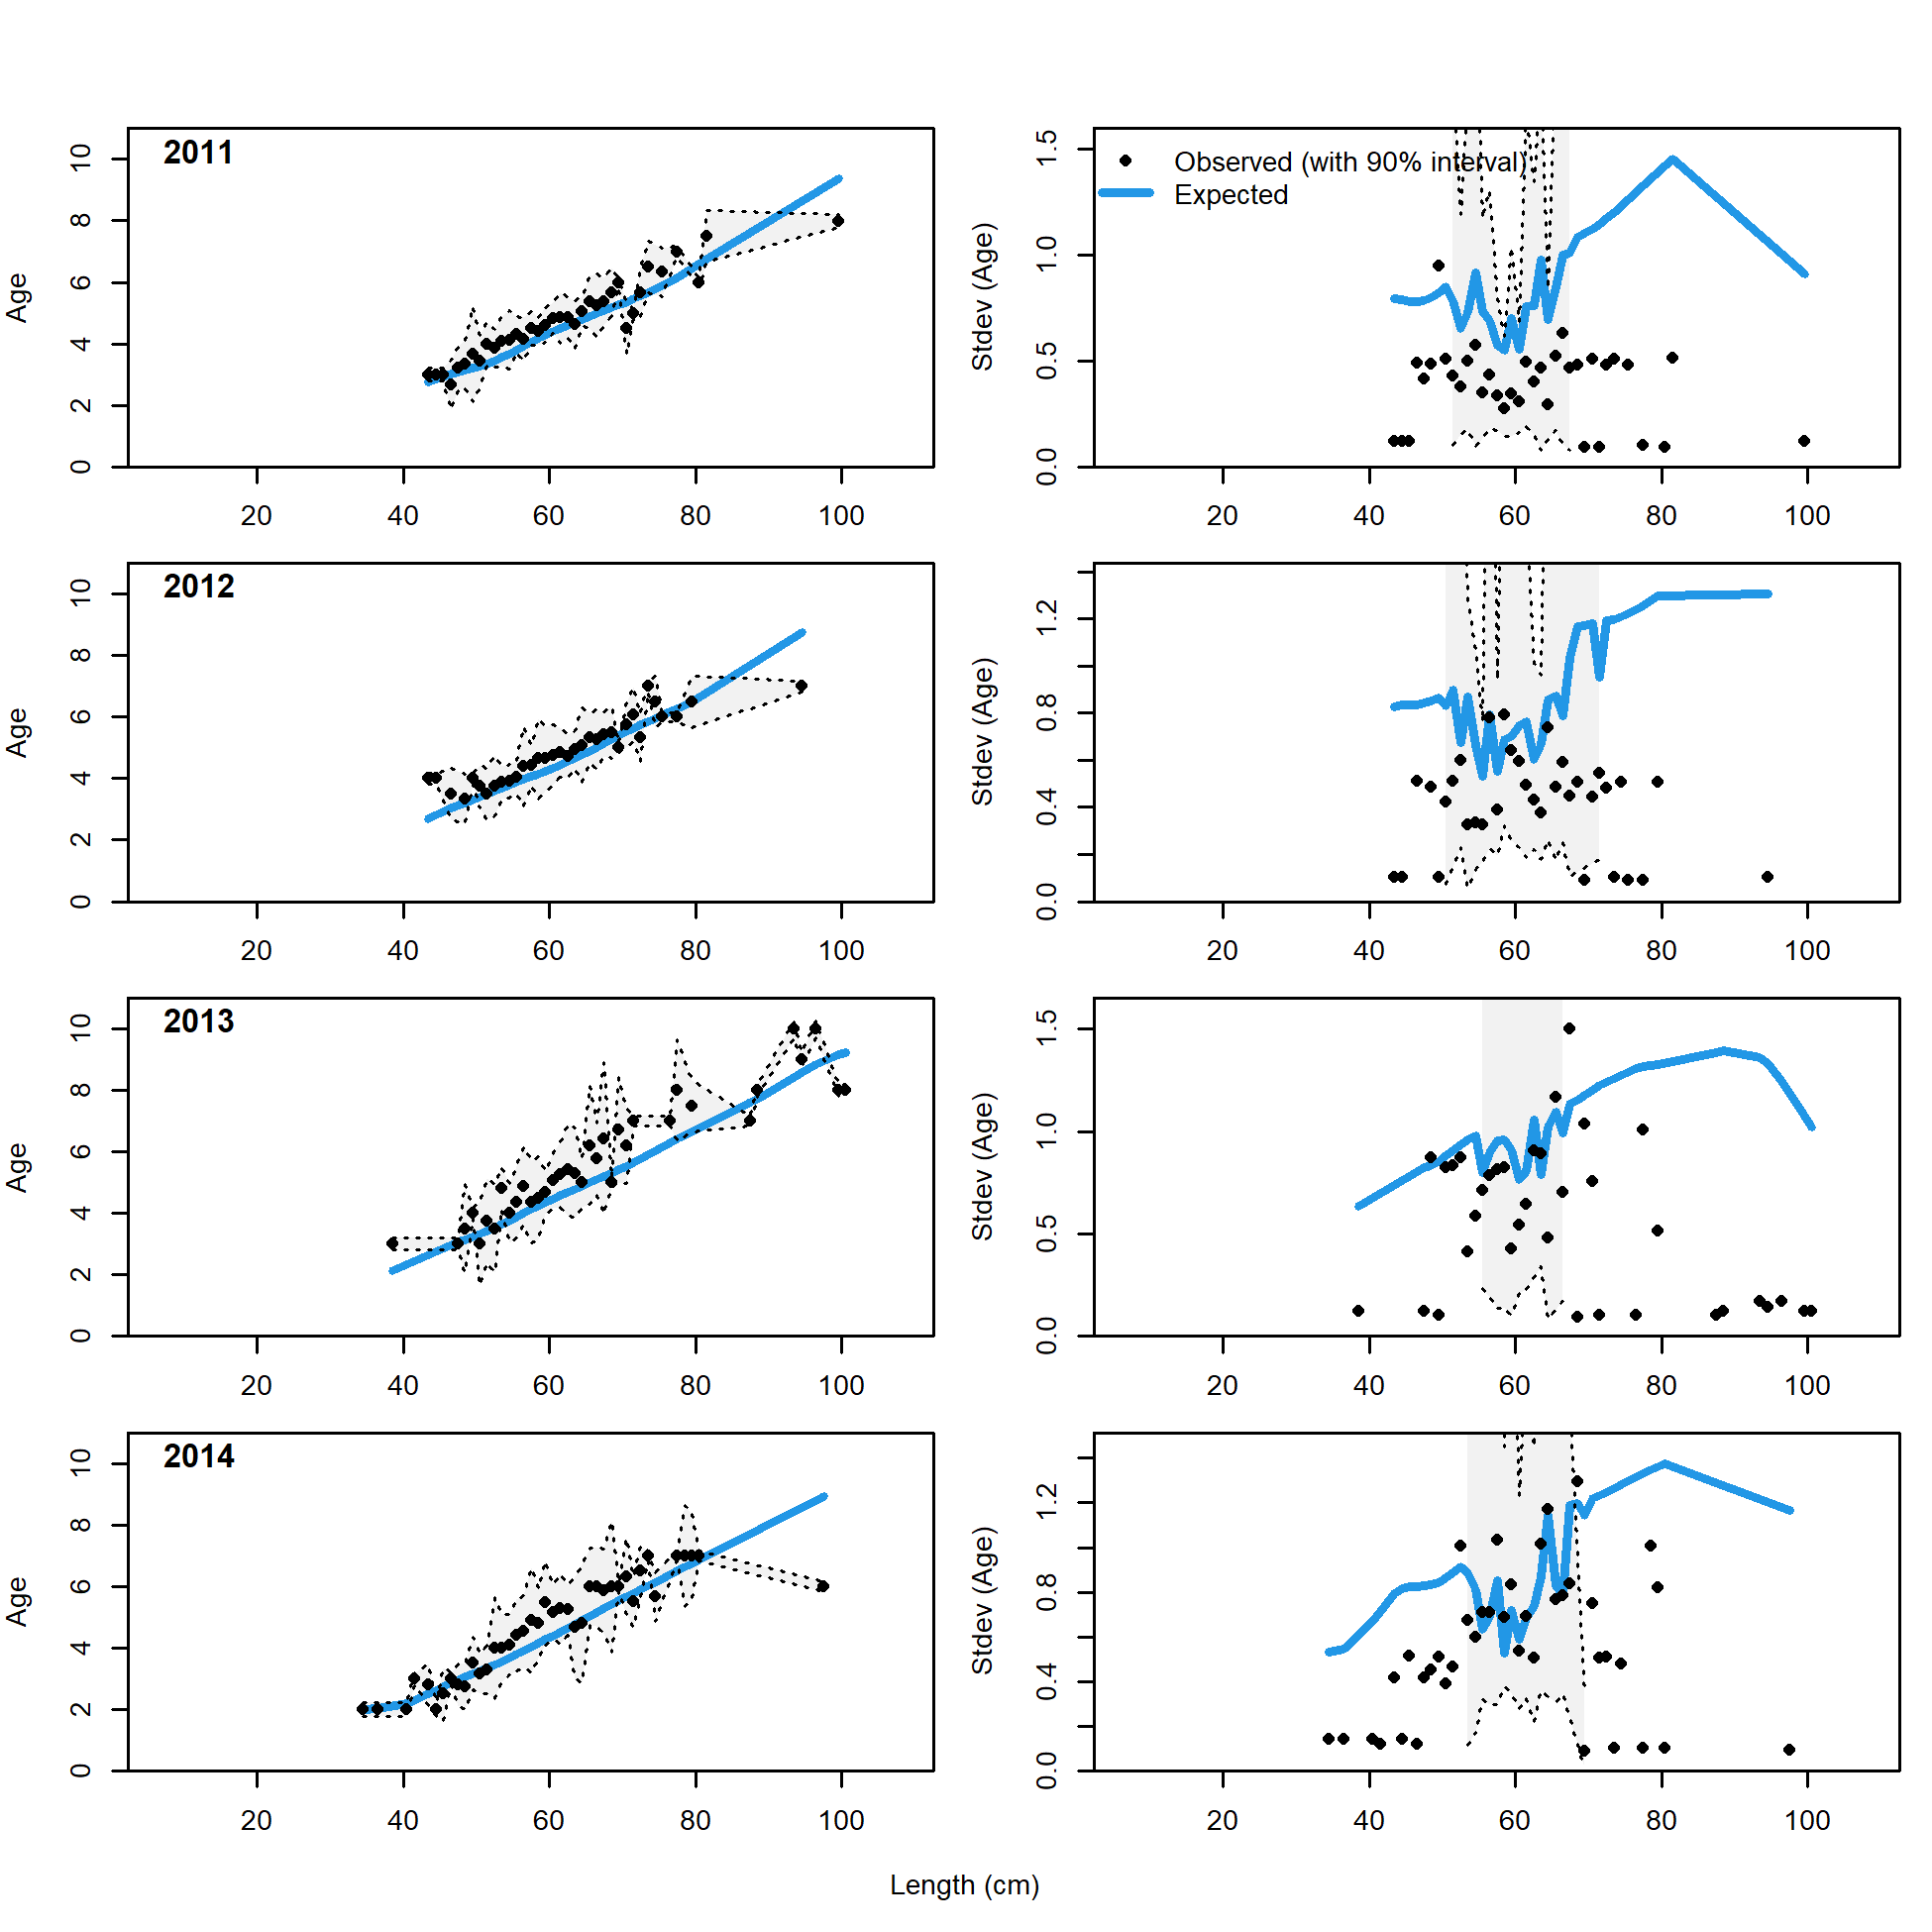 2011
Age
0 2 4 6 8 10
20 40 60 80 100
Observed (with 90% interval)
Expected
Stdev (Age)
0.0 0.5 1.0 1.5
20 40 60 80 100
2012
Age
0 2 4 6 8 10
20 40 60 80 100
Stdev (Age)
0.0 0.4 0.8 1.2
20 40 60 80 100
2013
Age
0 2 4 6 8 10
20 40 60 80 100
Stdev (Age)
0.0 0.5 1.0 1.5
20 40 60 80 100
2014
Age
0 2 4 6 8 10
20 40 60 80 100
Stdev (Age)
0.0 0.4 0.8 1.2
20 40 60 80 100
Length (cm)